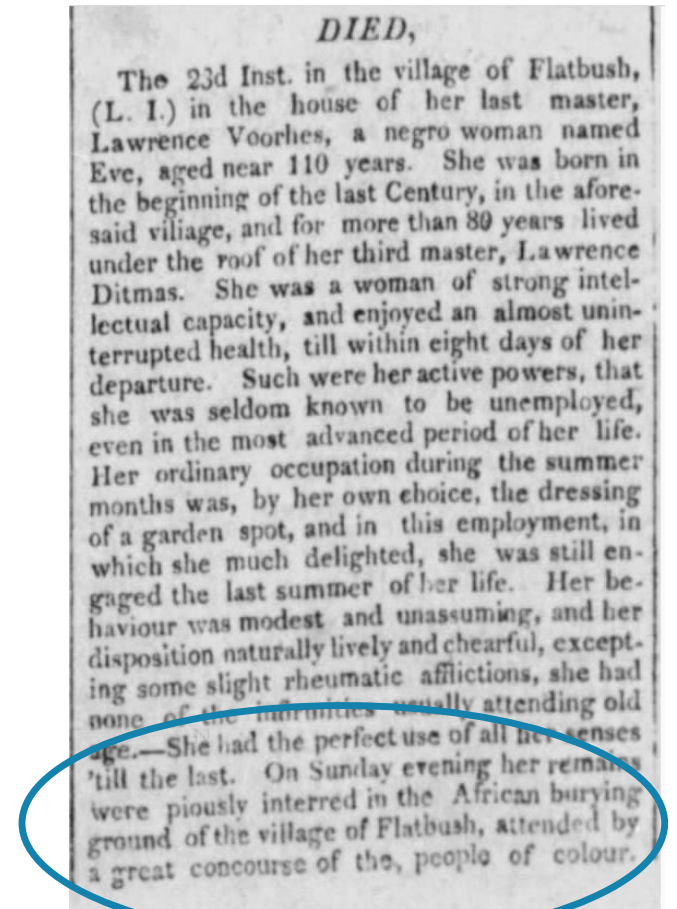 DIED,
The 23d Inst. in the village of Flatbush,
(L. I.) in the house of her last master,
Lawrence Voorhes, a negro woman named
Eve, aged near 110 years. She was born in
the beginning of the last Century, in the afore-
said viliage, and for more than 80 years lived
under the roof of her third master, Lawrence
Ditmas. She was a woman of strong intel-
lectual capacity, and enjoyed an almost unin-
terrupted health, till within eight days of her
departure. Such were her active powers, that
she was seldom known to be unemployed,
even in the most advanced period of her life.
Her ordinary occupation during the summer
months was, by her own choice, the dressing
of a garden spot, and in this employment, in
which she much delighted, she was still en-
gaged the last summer of her life. Her be-
haviour was modest and unassuming, and her
disposition naturally lively and chearful, except-
ing some slight rheumatic afflictions, she had
none of the infirmities usually attending old
age.—She had the perfect use of all her senses
'till the last. On Sunday evening her remains
were piously interred in the African burying
ground of the village of Flatbush, attended by
a great concourse of the, people of colour.